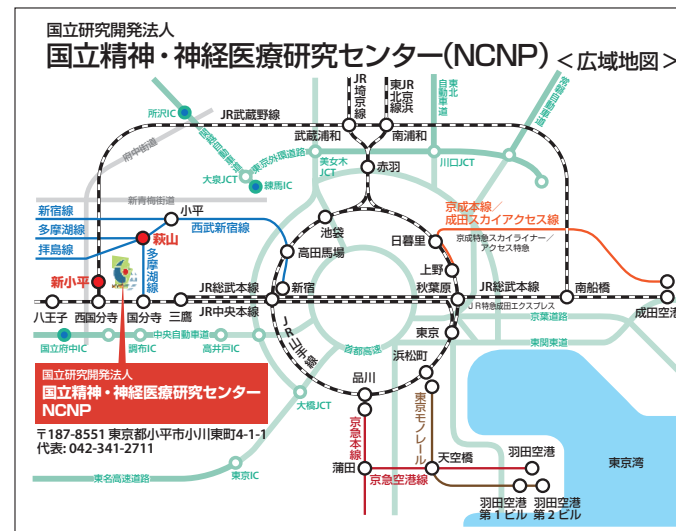 国立研究開発法人
国立精神・神経医療研究センター(NCNP) <広域地図>
JR埼京線
東JR北京浜
東北自動車道
常磐自動車道
所沢IC
JR武蔵野線
武蔵浦和
南浦和
関越自動車道
東京外環道路
府中街道
美女木JCT
川口JCT
赤羽
大泉JCT
練馬IC
新青梅街道
新宿線
小平
西武新宿線
多摩湖線
萩山
拝島線
多摩湖線
池袋
日暮里
京成本線/
成田スカイアクセス線
京成特急スカイライナー/
アクセス特急
高田馬場
上野
新小平
新宿
秋葉原
JR総武本線
JR総武本線
南船橋
八王子
西国分寺
国分寺
三鷹
JR中央本線
JR特急成田エクスプレス
成田空港
JR山手線
京葉道路
東京
国立府中IC
中央自動車道
調布IC
高井戸IC
首都高速
東関東道
浜松町
国立研究開発法人
国立精神・神経医療研究センター
NCNP
品川
大橋JCT
東京モノレール
京急本線
〒187-8551 東京都小平市小川東町4-1-1
代表: 042-341-2711
東京IC
東名高速道路
蒲田
京急空港線
天空橋
羽田空港
東京湾
羽田空港
第1ビル
羽田空港
第2ビル